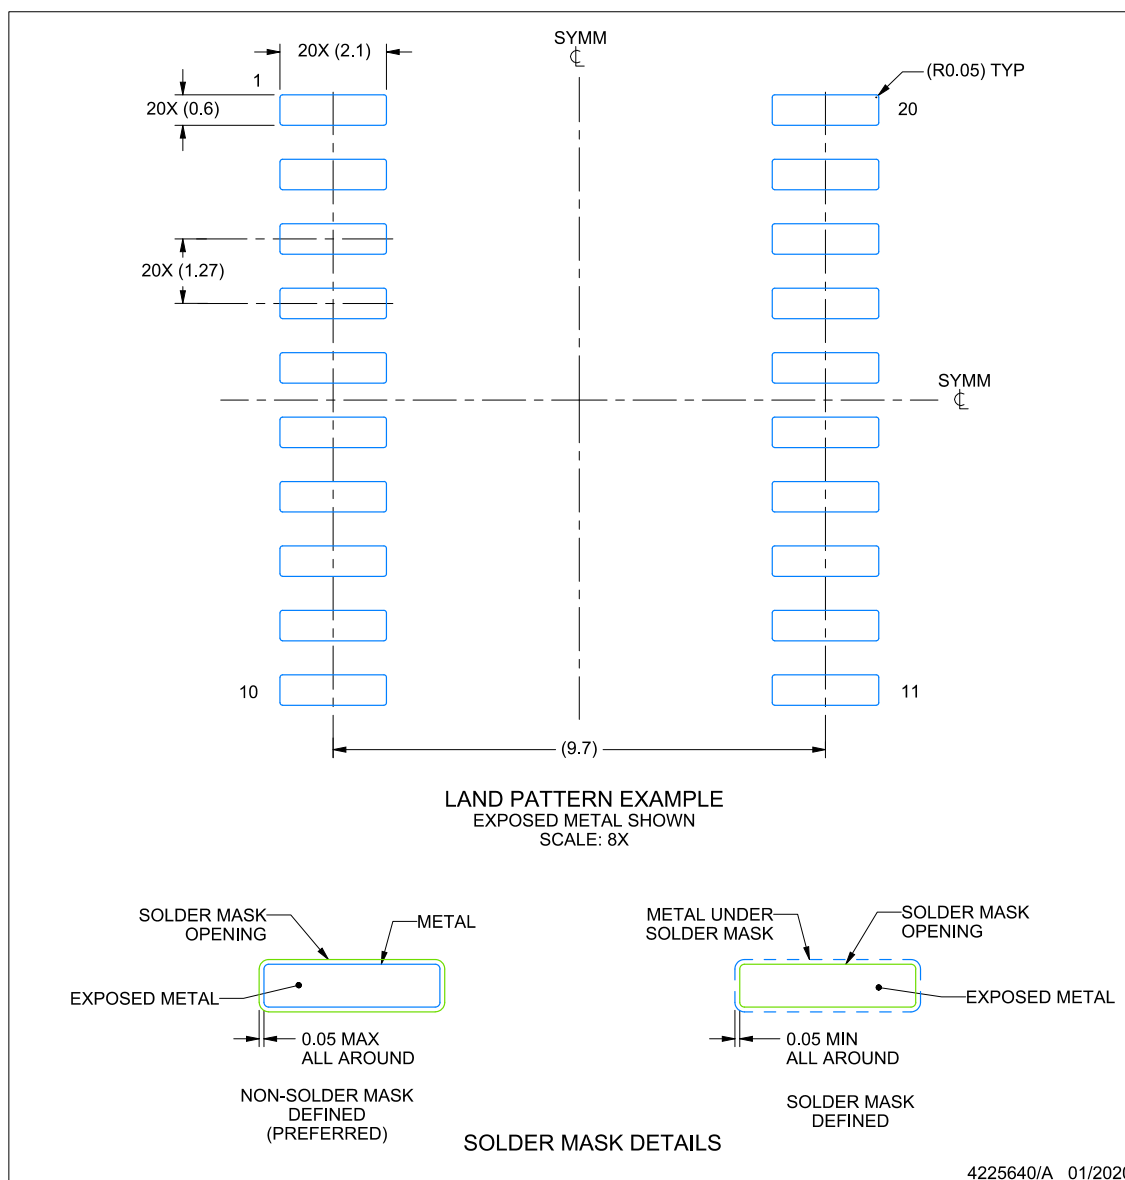 SYMM
℄
20X (2.1)
(R0.05) TYP
1
20X (0.6)
20
20X (1.27)
SYMM
℄
10
11
(9.7)
LAND PATTERN EXAMPLE
EXPOSED METAL SHOWN
SCALE: 8X
SOLDER MASK
OPENING
METAL
EXPOSED METAL
0.05 MAX
ALL AROUND
NON-SOLDER MASK
DEFINED
(PREFERRED)
METAL UNDER
SOLDER MASK
SOLDER MASK
OPENING
EXPOSED METAL
0.05 MIN
ALL AROUND
SOLDER MASK
DEFINED
SOLDER MASK DETAILS
4225640/A 01/2020